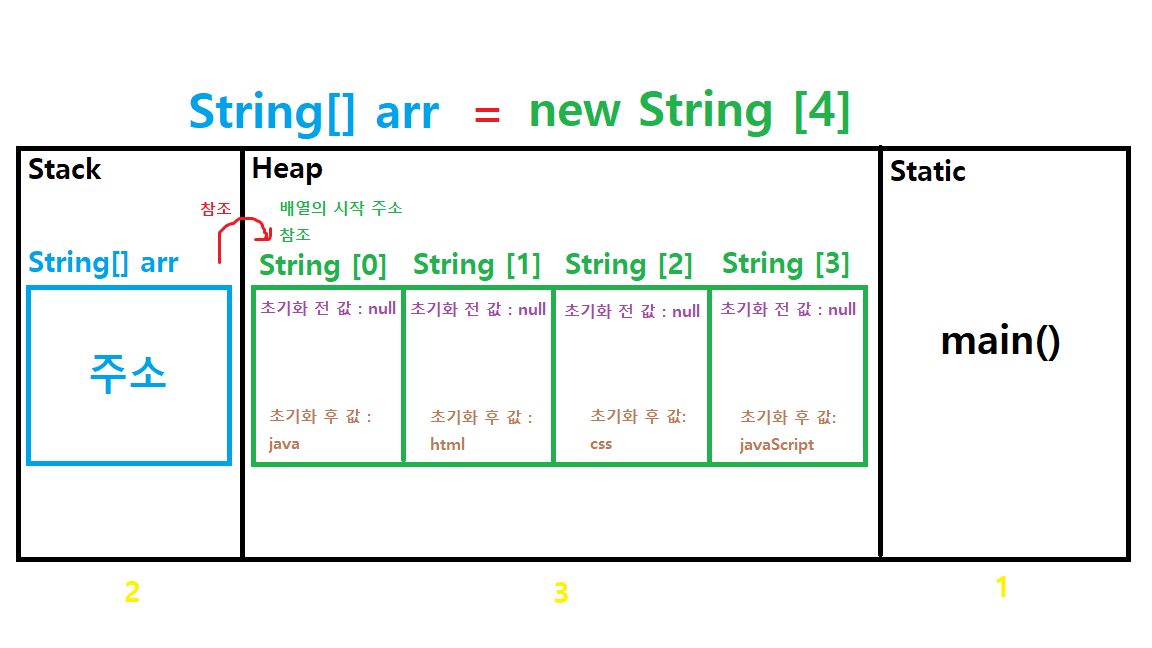 String[] arr = new String [4]
Stack
Heap
Static
참조
배열의 시작 주소
참조
String[] arr
String [0]
String [1]
String [2]
String [3]
주소
초기화 전 값 : null
초기화 전 값 : null
초기화 전 값 : null
초기화 전 값 : null
main()
초기화 후 값 :
java
초기화 후 값 :
html
초기화 후 값:
css
초기화 후 값:
javaScript
2
3
1